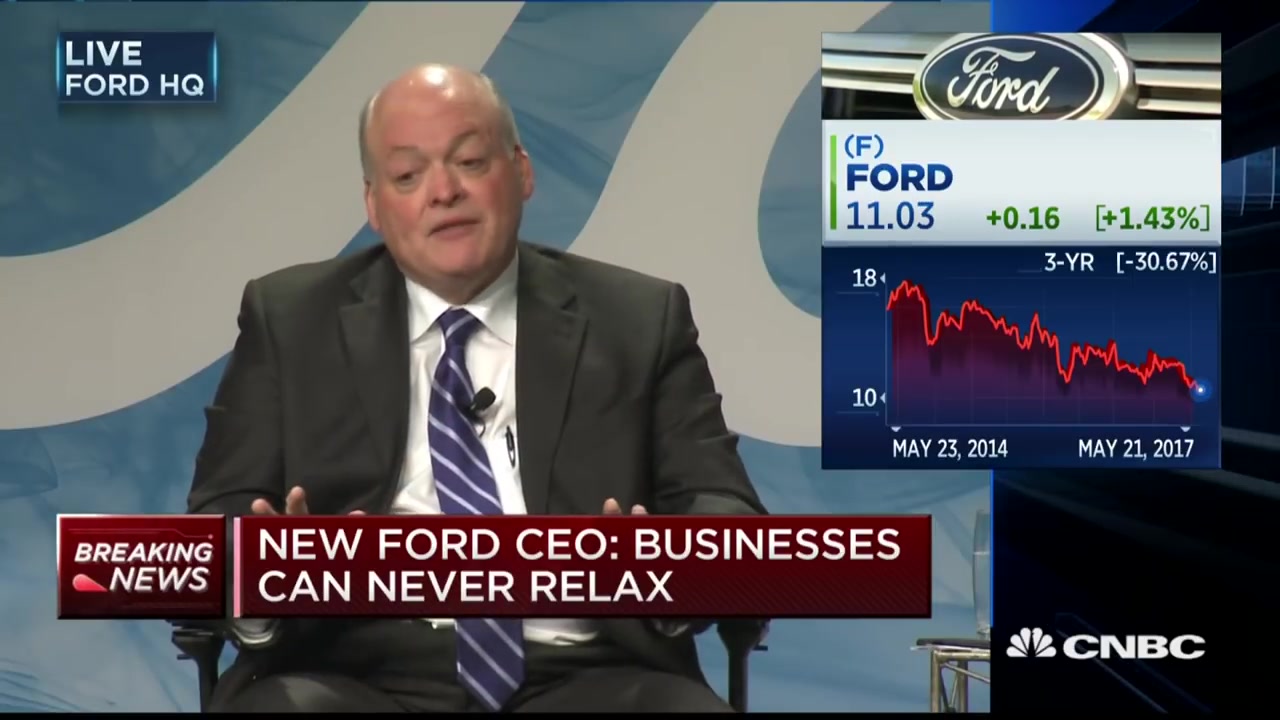 LIVE
FORD HQ
Ford
(F)
FORD
11.03 +0.16 [+1.43%]
3-YR [-30.67%]
18
10
MAY 23, 2014 MAY 21, 2017
BREAKING
NEWS
NEW FORD CEO: BUSINESSES
CAN NEVER RELAX
CNBC